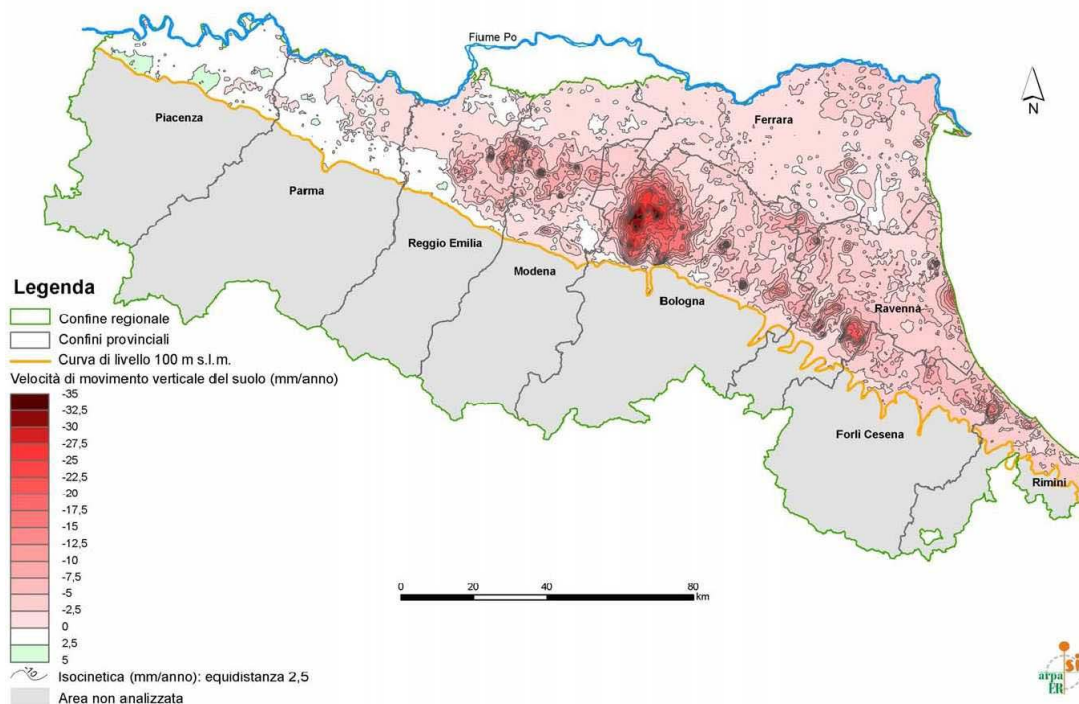 Fiume Po
Ferrara
Piacenza
Parma
Reggio Emilia
Modena
Bologna
Ravenna
Forlì Cesena
Rimini
Legenda
Confine regionale
Confini provinciali
Curva di livello 100 m s.l.m.
Velocità di movimento verticale del suolo (mm/anno)
-35
-32,5
-30
-27,5
-25
-22,5
-20
-17,5
-15
-12,5
-10
-7,5
-5
-2,5
0
2,5
5
-10
Isocinetica (mm/anno): equidistanza 2,5
Area non analizzata
0 20 40 80
km
N
arpa
ER
si